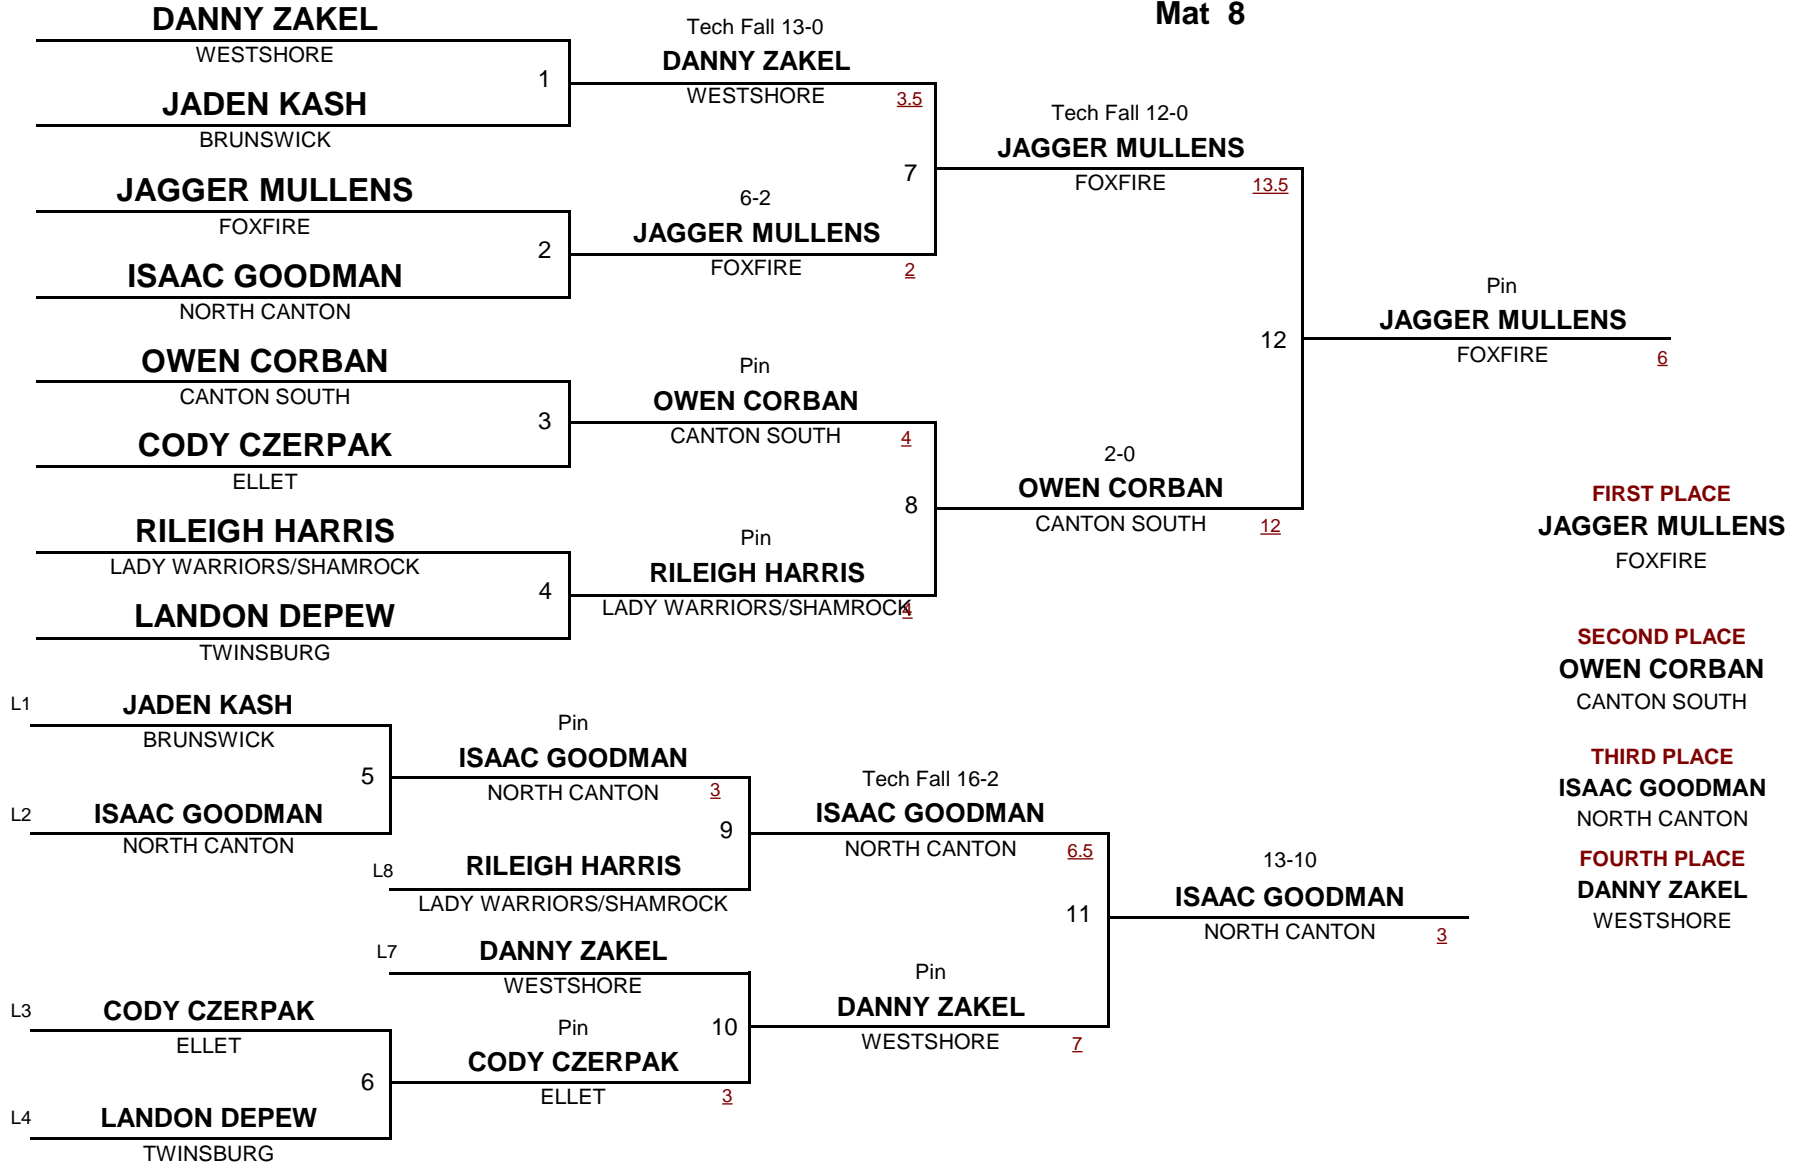 Mat 8
DANNY ZAKEL
WESTSHORE
1
JADEN KASH
BRUNSWICK
JAGGER MULLENS
FOXFIRE
2
ISAAC GOODMAN
NORTH CANTON
OWEN CORBAN
CANTON SOUTH
3
CODY CZERPAK
ELLET
RILEIGH HARRIS
LADY WARRIORS/SHAMROCK
4
LANDON DEPEW
TWINSBURG
Tech Fall 13-0
DANNY ZAKEL
WESTSHORE 3.5
7
6-2
JAGGER MULLENS
FOXFIRE 2
Pin
OWEN CORBAN
CANTON SOUTH 4
8
Pin
RILEIGH HARRIS
LADY WARRIORS/SHAMROCK 4
Tech Fall 12-0
JAGGER MULLENS
FOXFIRE 13.5
12
2-0
OWEN CORBAN
CANTON SOUTH 12
Pin
JAGGER MULLENS
FOXFIRE 6
L1 JADEN KASH
BRUNSWICK
5
L2 ISAAC GOODMAN
NORTH CANTON
Pin
ISAAC GOODMAN
NORTH CANTON 3
9
L8 RILEIGH HARRIS
LADY WARRIORS/SHAMROCK
L7 DANNY ZAKEL
WESTSHORE
10
L3 CODY CZERPAK
ELLET
6
L4 LANDON DEPEW
TWINSBURG
Pin
CODY CZERPAK
ELLET 3
Tech Fall 16-2
ISAAC GOODMAN
NORTH CANTON 6.5
11
Pin
DANNY ZAKEL
WESTSHORE 7
13-10
ISAAC GOODMAN
NORTH CANTON 3
FIRST PLACE
JAGGER MULLENS
FOXFIRE
SECOND PLACE
OWEN CORBAN
CANTON SOUTH
THIRD PLACE
ISAAC GOODMAN
NORTH CANTON
FOURTH PLACE
DANNY ZAKEL
WESTSHORE